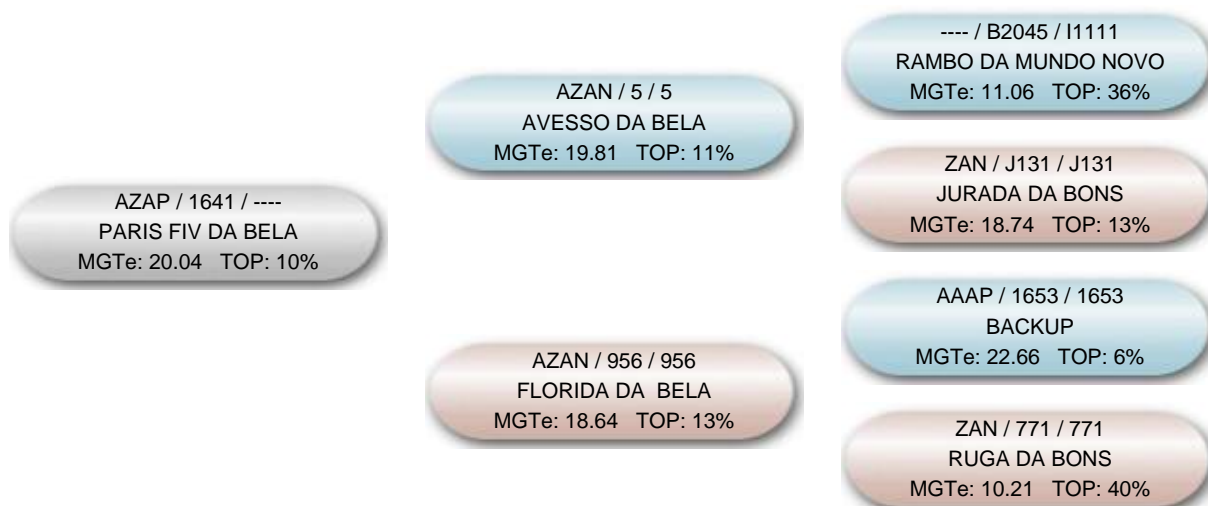 AZAP / 1641 / ----
PARIS FIV DA BELA
MGTe: 20.04 TOP: 10%
AZAN / 5 / 5
AVESSO DA BELA
MGTe: 19.81 TOP: 11%
AZAN / 956 / 956
FLORIDA DA BELA
MGTe: 18.64 TOP: 13%
---- / B2045 / I1111
RAMBO DA MUNDO NOVO
MGTe: 11.06 TOP: 36%
ZAN / J131 / J131
JURADA DA BONS
MGTe: 18.74 TOP: 13%
AAAP / 1653 / 1653
BACKUP
MGTe: 22.66 TOP: 6%
ZAN / 771 / 771
RUGA DA BONS
MGTe: 10.21 TOP: 40%